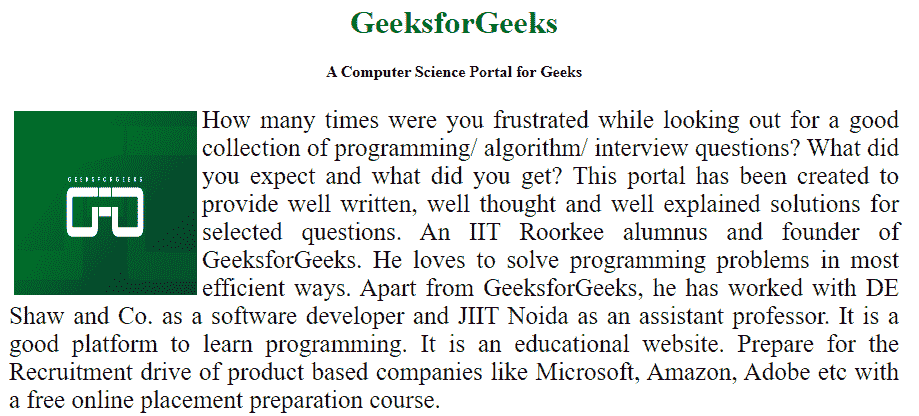 GeeksforGeeks
A Computer Science Portal for Geeks
GEEKSFORGEEKS
How many times were you frustrated while looking out for a good
collection of programming/ algorithm/ interview questions? What did
you expect and what did you get? This portal has been created to
provide well written, well thought and well explained solutions for
selected questions. An IIT Roorkee alumnus and founder of
GeeksforGeeks. He loves to solve programming problems in most
efficient ways. Apart from GeeksforGeeks, he has worked with DE
Shaw and Co. as a software developer and JIIT Noida as an assistant professor. It is a
good platform to learn programming. It is an educational website. Prepare for the
Recruitment drive of product based companies like Microsoft, Amazon, Adobe etc with
a free online placement preparation course.